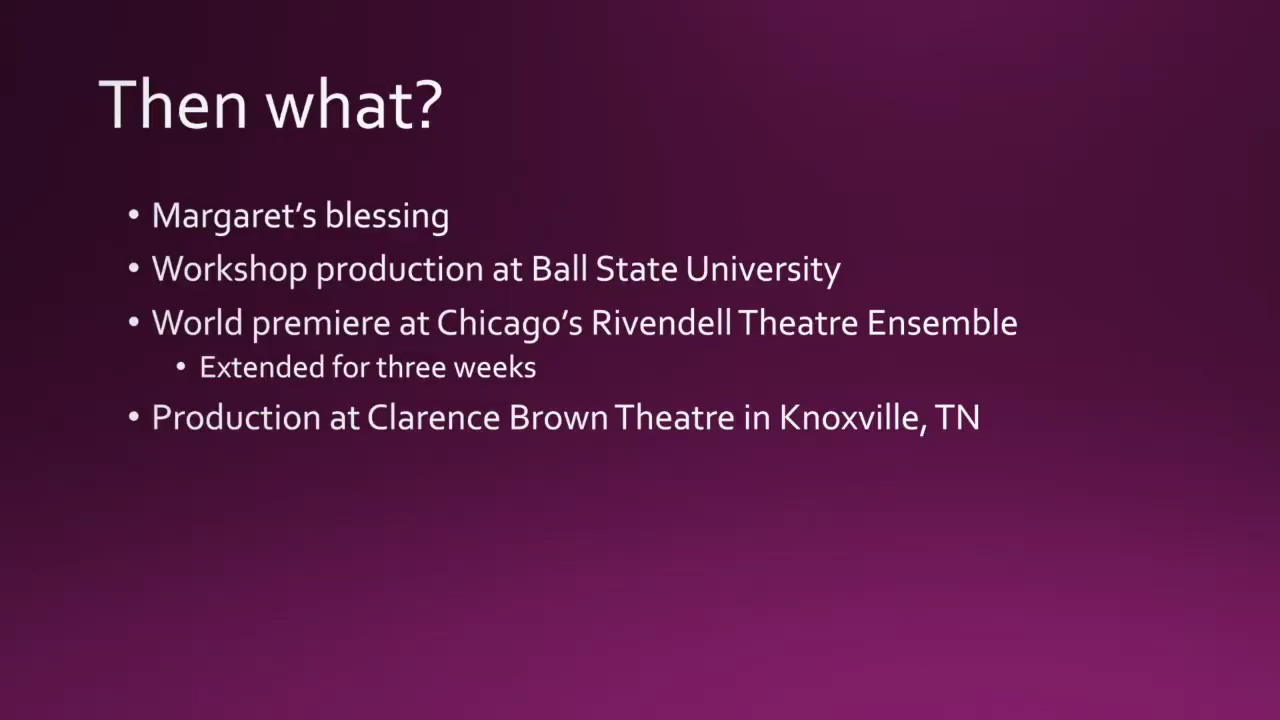 Then what?
• Margaret’s blessing
• Workshop production at Ball State University
• World premiere at Chicago’s Rivendell Theatre Ensemble
• Extended for three weeks
• Production at Clarence Brown Theatre in Knoxville, TN